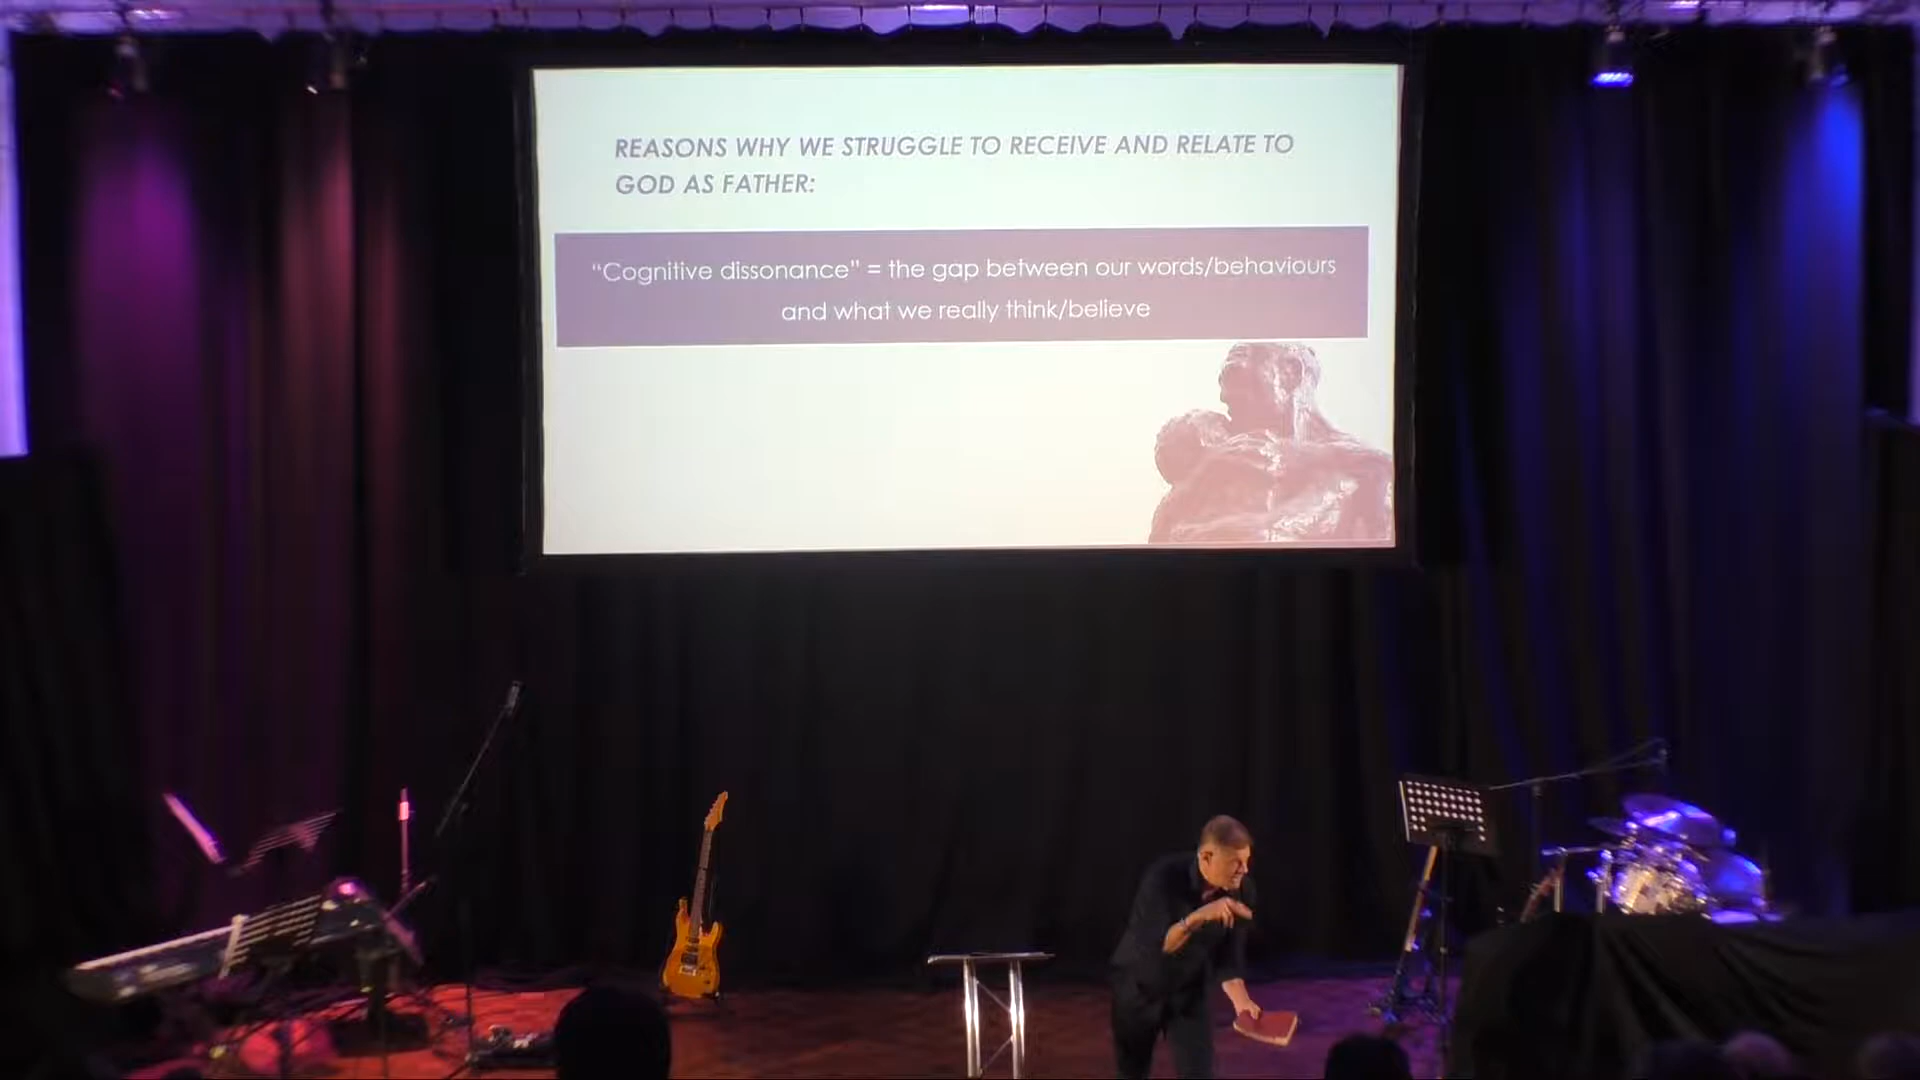 REASONS WHY WE STRUGGLE TO RECEIVE AND RELATE TO
GOD AS FATHER:
“Cognitive dissonance” = the gap between our words/behaviours
and what we really think/believe